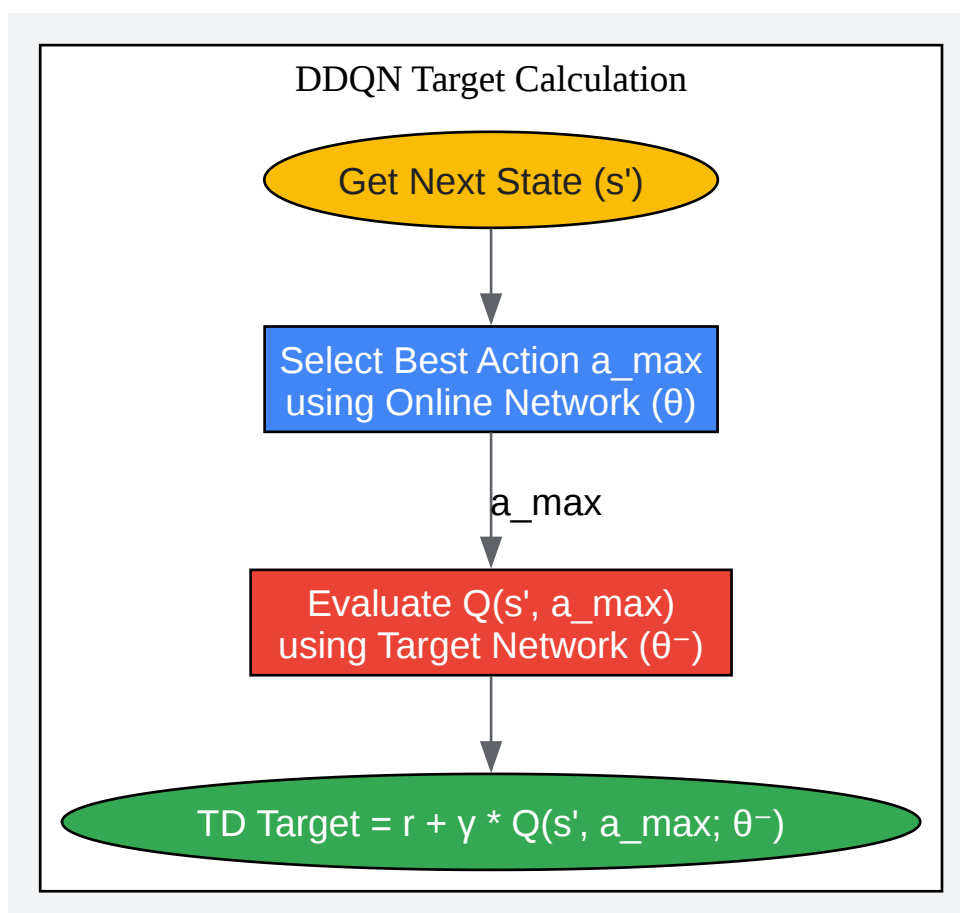 DDQN Target Calculation
Get Next State (s')
Select Best Action a_max
using Online Network (θ)
a_max
Evaluate Q(s', a_max)
using Target Network (θ⁻)
TD Target = r + γ * Q(s', a_max; θ⁻)